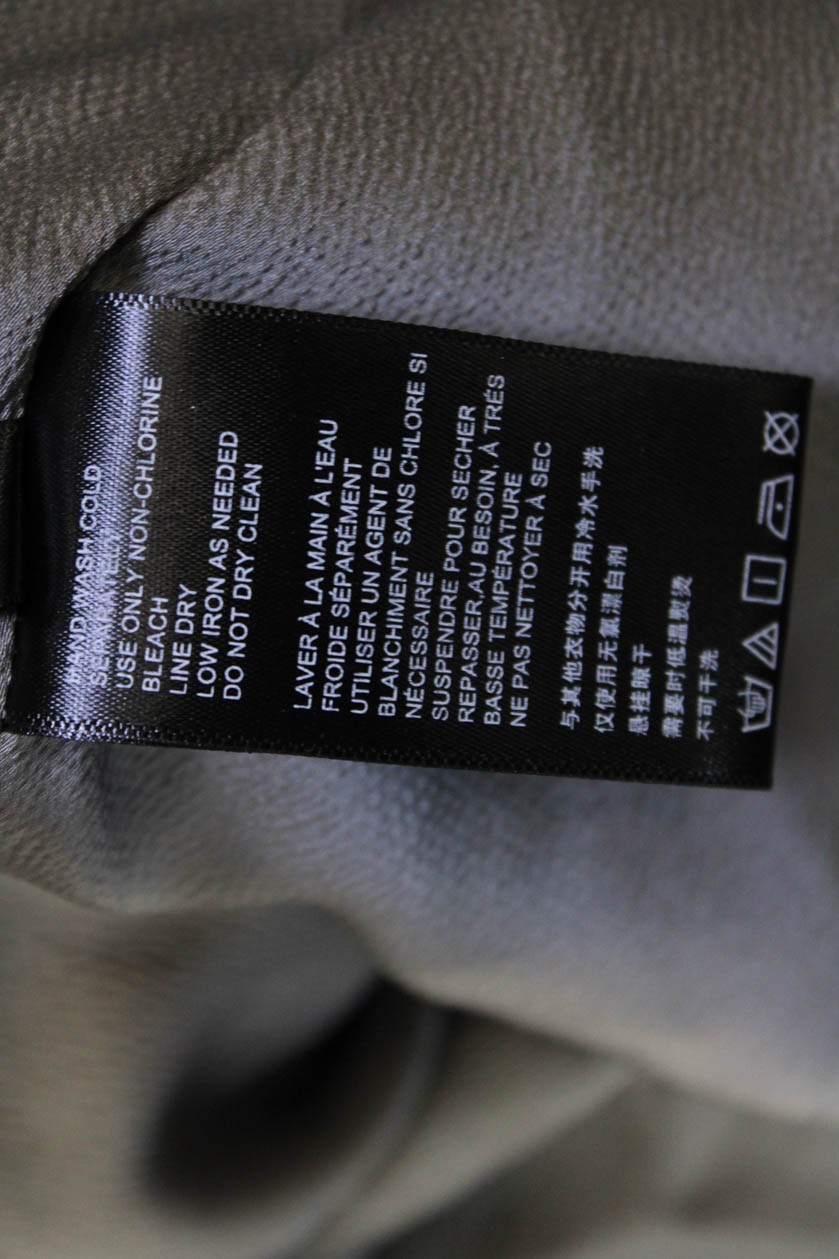 HAND WASH COLD
SEPARATELY
USE ONLY NON-CHLORINE
BLEACH
LINE DRY
LOW IRON AS NEEDED
DO NOT DRY CLEAN
LAVER À LA MAIN À L'EAU
FROIDE SÉPARÉMENT
UTILISER UN AGENT DE
BLANCHIMENT SANS CHLORE SI
NÉCESSAIRE
SUSPENDRE POUR SECHER
REPASSER,AU BESOIN, À TRÉS
BASSE TEMPÉRATURE
NE PAS NETTOYER À SEC
与其他衣物分开用冷水手洗
仅使用无氯漂白剂
悬挂晾干
需要时低温熨烫
不可干洗